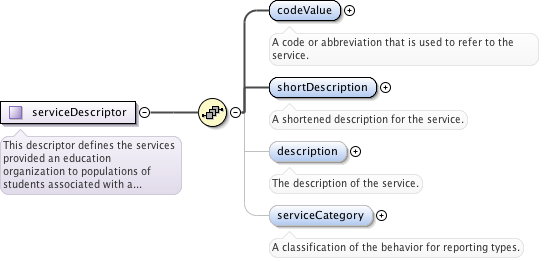 codeValue
A code or abbreviation that is used to refer to the
service.
shortDescription
A shortened description for the service.
serviceDescriptor
This descriptor defines the services
provided an education
organization to populations of
students associated with a...
description
The description of the service.
serviceCategory
A classification of the behavior for reporting types.